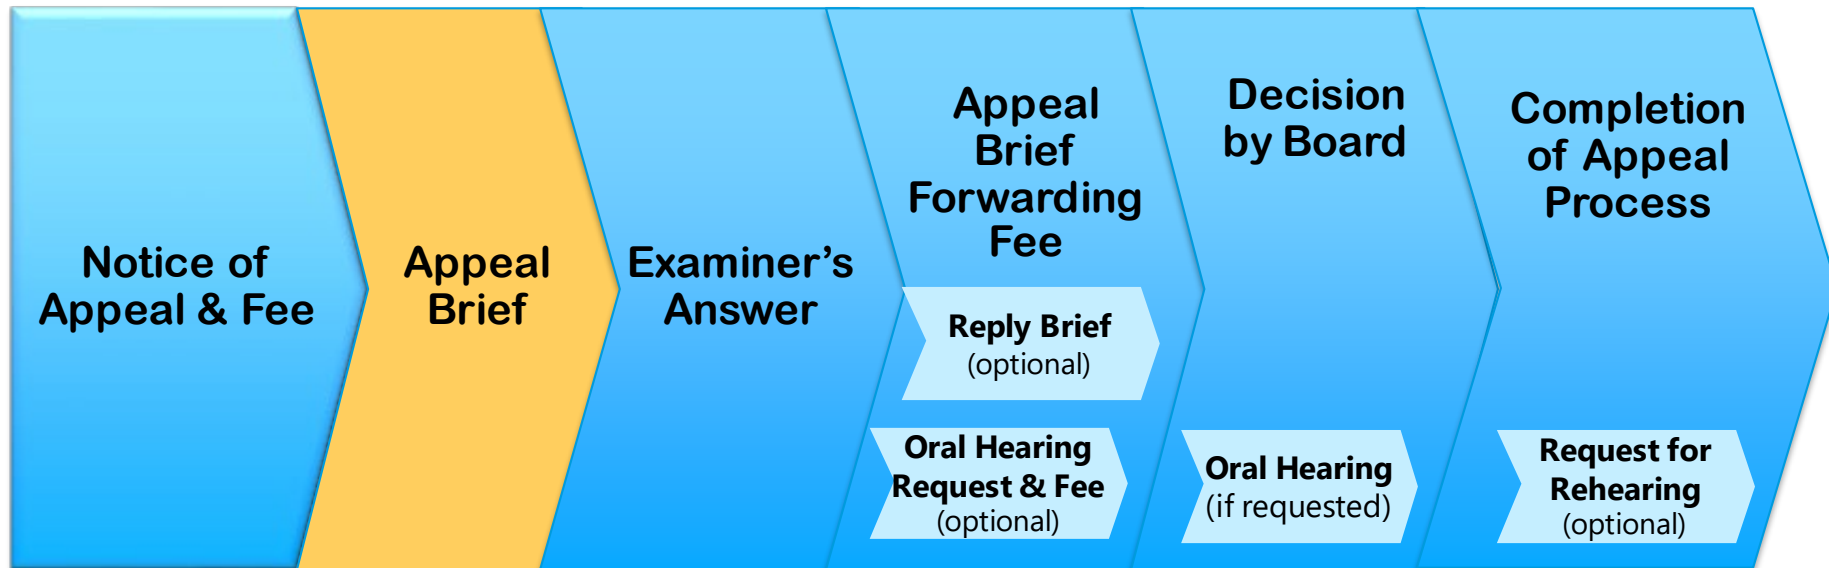 Notice of
Appeal & Fee
Appeal
Brief
Examiner’s
Answer
Appeal
Brief
Forwarding
Fee
Reply Brief
(optional)
Oral Hearing
Request & Fee
(optional)
Decision
by Board
Oral Hearing
(if requested)
Completion
of Appeal
Process
Request for
Rehearing
(optional)